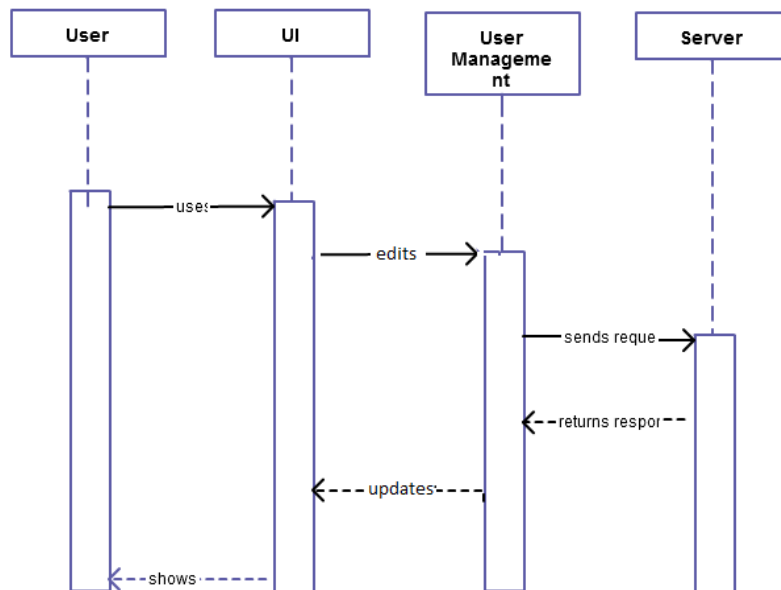 User
UI
User
Manageme
nt
Server
uses
edits
sends reque
returns respor
updates
shows